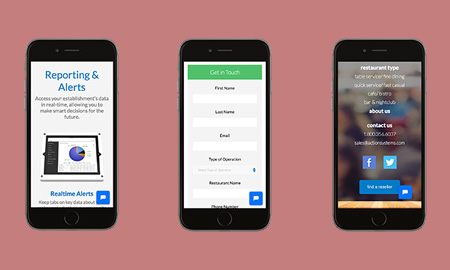 Reporting &
Alerts
Access your establishment's data
in real-time, allowing you to
make smart decisions for the
future.
Realtime Alerts
Keep tabs on key data about
Get in Touch
First Name
Last Name
Email
Type of Operation
Select Type of Operation
Restaurant Name
Phone Number
restaurant type
table service/ fine dining
quick service/ fast casual
cafe/ bistro
bar & nightclub
about us
contact us
1.800.356.6037
sales@actionsystems.com
find a reseller